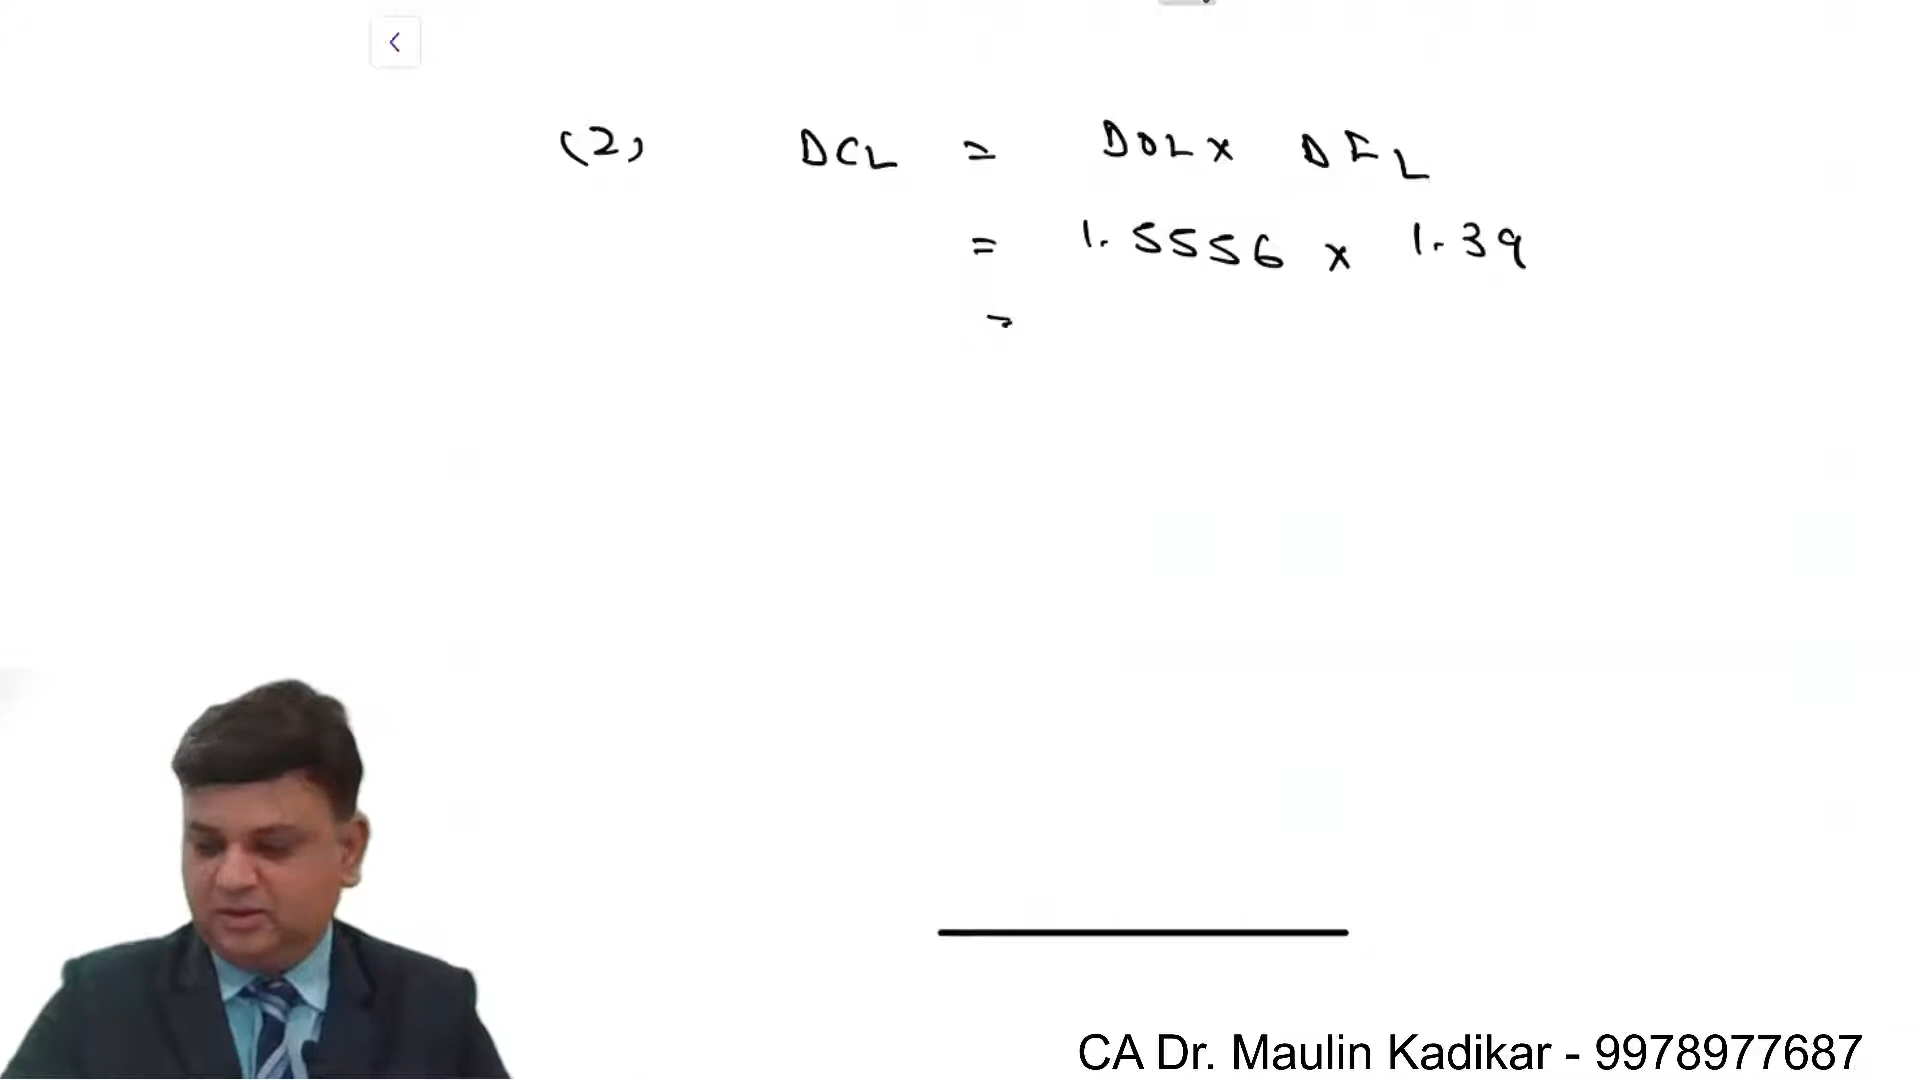 (2) DCL = DOL x DFL
= 1.5556 x 1.39
=
CA Dr. Maulin Kadikar - 9978977687